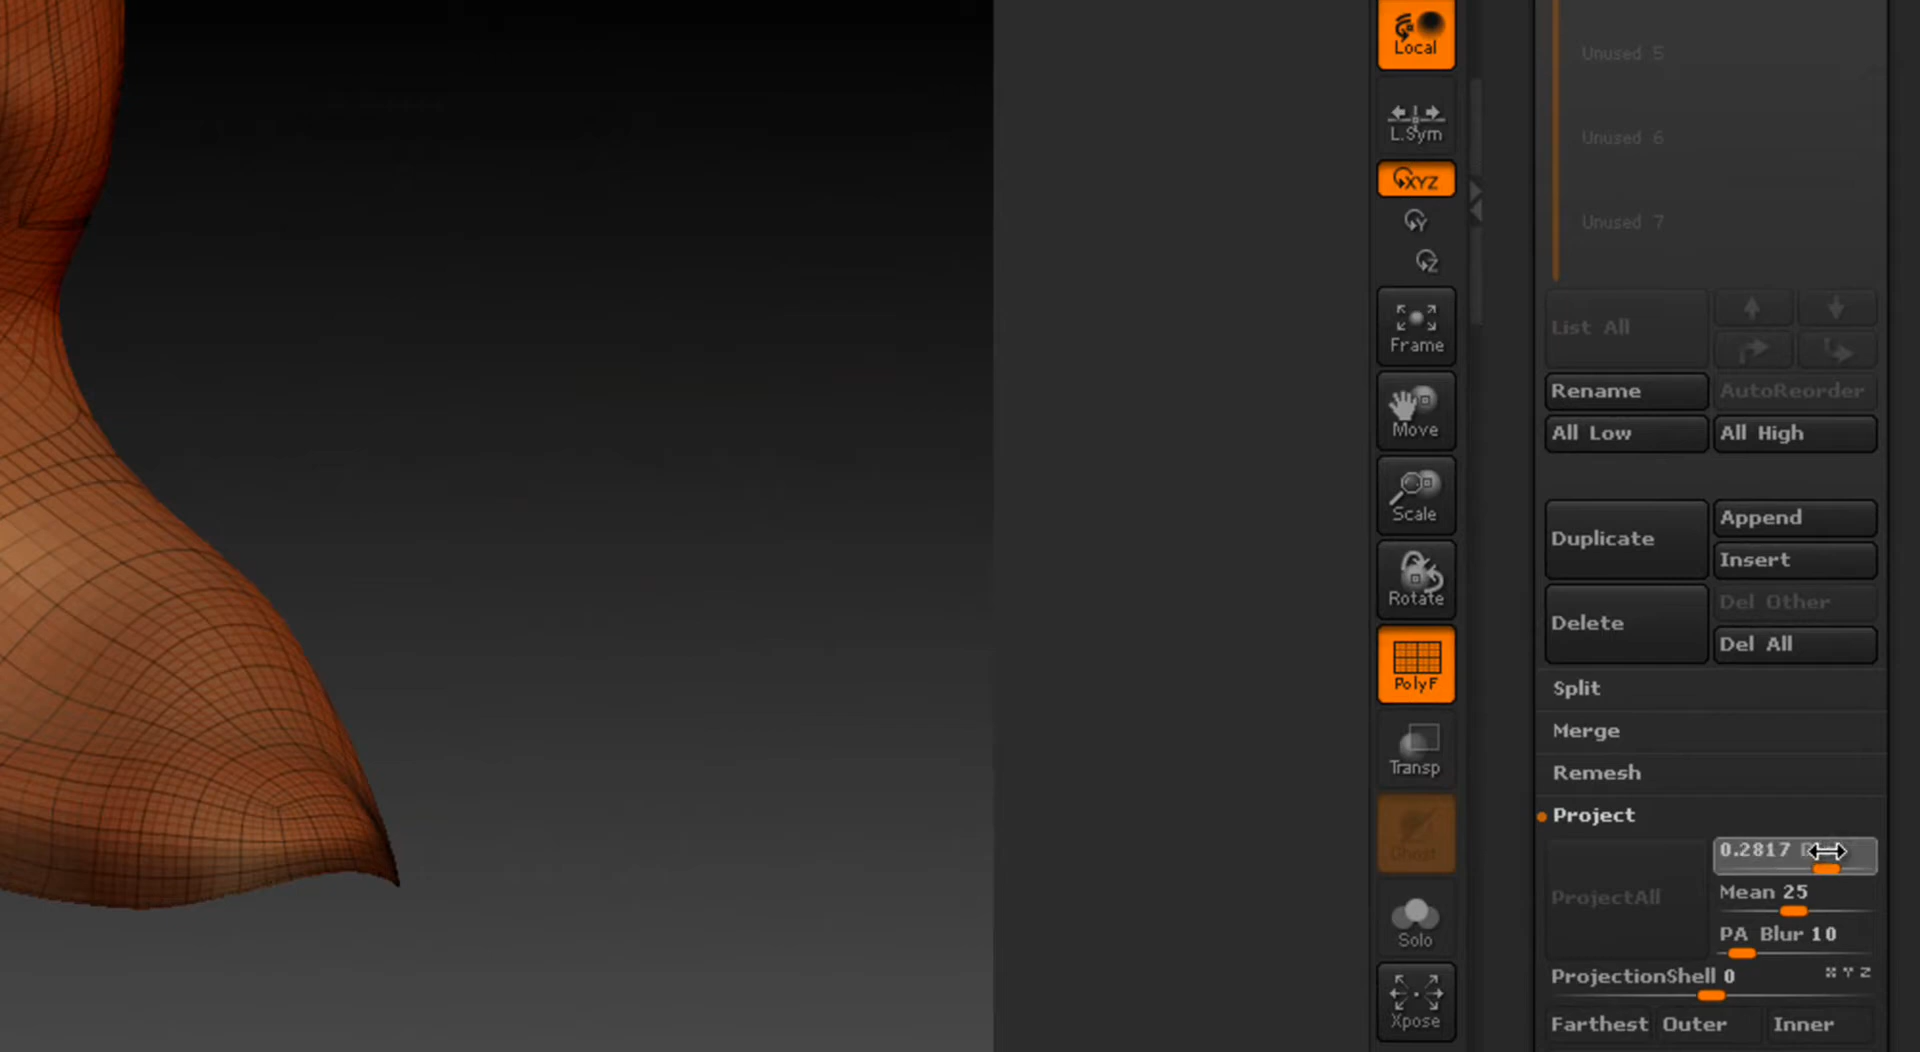 Local
L.Sym
XYZ
Y
Z
Frame
Move
Scale
Rotate
PolyF
Transp
Ghost
Solo
Xpose
Unused 5
Unused 6
Unused 7
List All
Rename AutoReorder
All Low All High
Duplicate
Append
Insert
Delete
Del Other
Del All
Split
Merge
Remesh
Project
ProjectAll
0.2817
Mean 25
PA Blur 10
ProjectionShell 0 X Y Z
Farthest Outer Inner